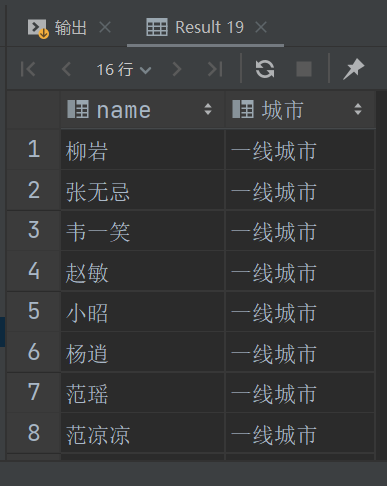 输出 Result 19
16 行
name 城市
1 柳岩 一线城市
2 张无忌 一线城市
3 韦一笑 一线城市
4 赵敏 一线城市
5 小昭 一线城市
6 杨逍 一线城市
7 范瑶 一线城市
8 范凉凉 一线城市